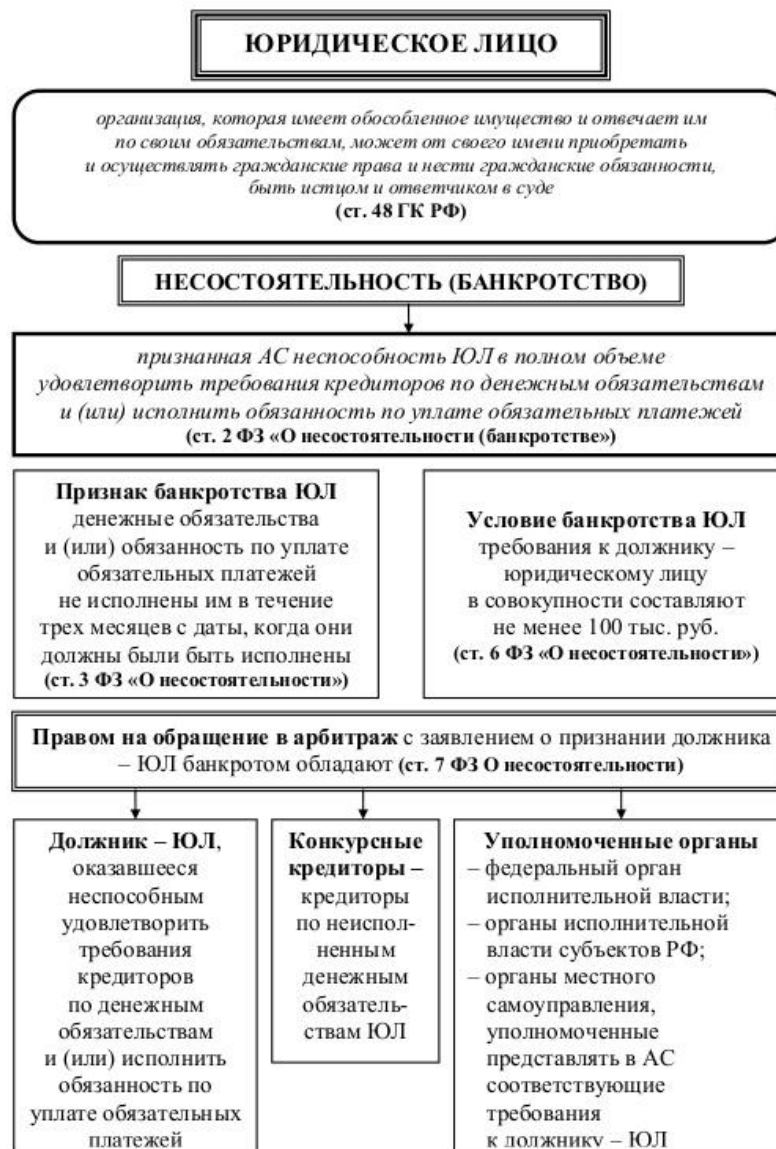 ЮРИДИЧЕСКОЕ ЛИЦО
организация, которая имеет обособленное имущество и отвечает им
по своим обязательствам, может от своего имени приобретать
и осуществлять гражданские права и нести гражданские обязанности,
быть истцом и ответчиком в суде
(ст. 48 ГК РФ)
НЕСОСТОЯТЕЛЬНОСТЬ (БАНКРОТСТВО)
признанная АС неспособность ЮЛ в полном объеме
удовлетворить требования кредиторов по денежным обязательствам
и (или) исполнить обязанность по уплате обязательных платежей
(ст. 2 ФЗ «О несостоятельности (банкротстве»)
Признак банкротства ЮЛ
денежные обязательства
и (или) обязанность по уплате
обязательных платежей
не исполнены им в течение
трех месяцев с даты, когда они
должны были быть исполнены
(ст. 3 ФЗ «О несостоятельности»)
Условие банкротства ЮЛ
требования к должнику –
юридическому лицу
в совокупности составляют
не менее 100 тыс. руб.
(ст. 6 ФЗ «О несостоятельности»)
Правом на обращение в арбитраж с заявлением о признании должника
– ЮЛ банкротом обладают (ст. 7 ФЗ О несостоятельности)
Должник – ЮЛ,
оказавшееся
неспособным
удовлетворить
требования
кредиторов
по денежным
обязательствам
и (или) исполнить
обязанность по
уплате обязательных
платежей
Конкурсные
кредиторы –
кредиторы
по неиспол-
ненным
денежным
обязатель-
ствам ЮЛ
Уполномоченные органы
– федеральный орган
исполнительной власти;
– органы исполнительной
власти субъектов РФ;
– органы местного
самоуправления,
уполномоченные
представлять в АС
соответствующие
требования
к должнику – ЮЛ